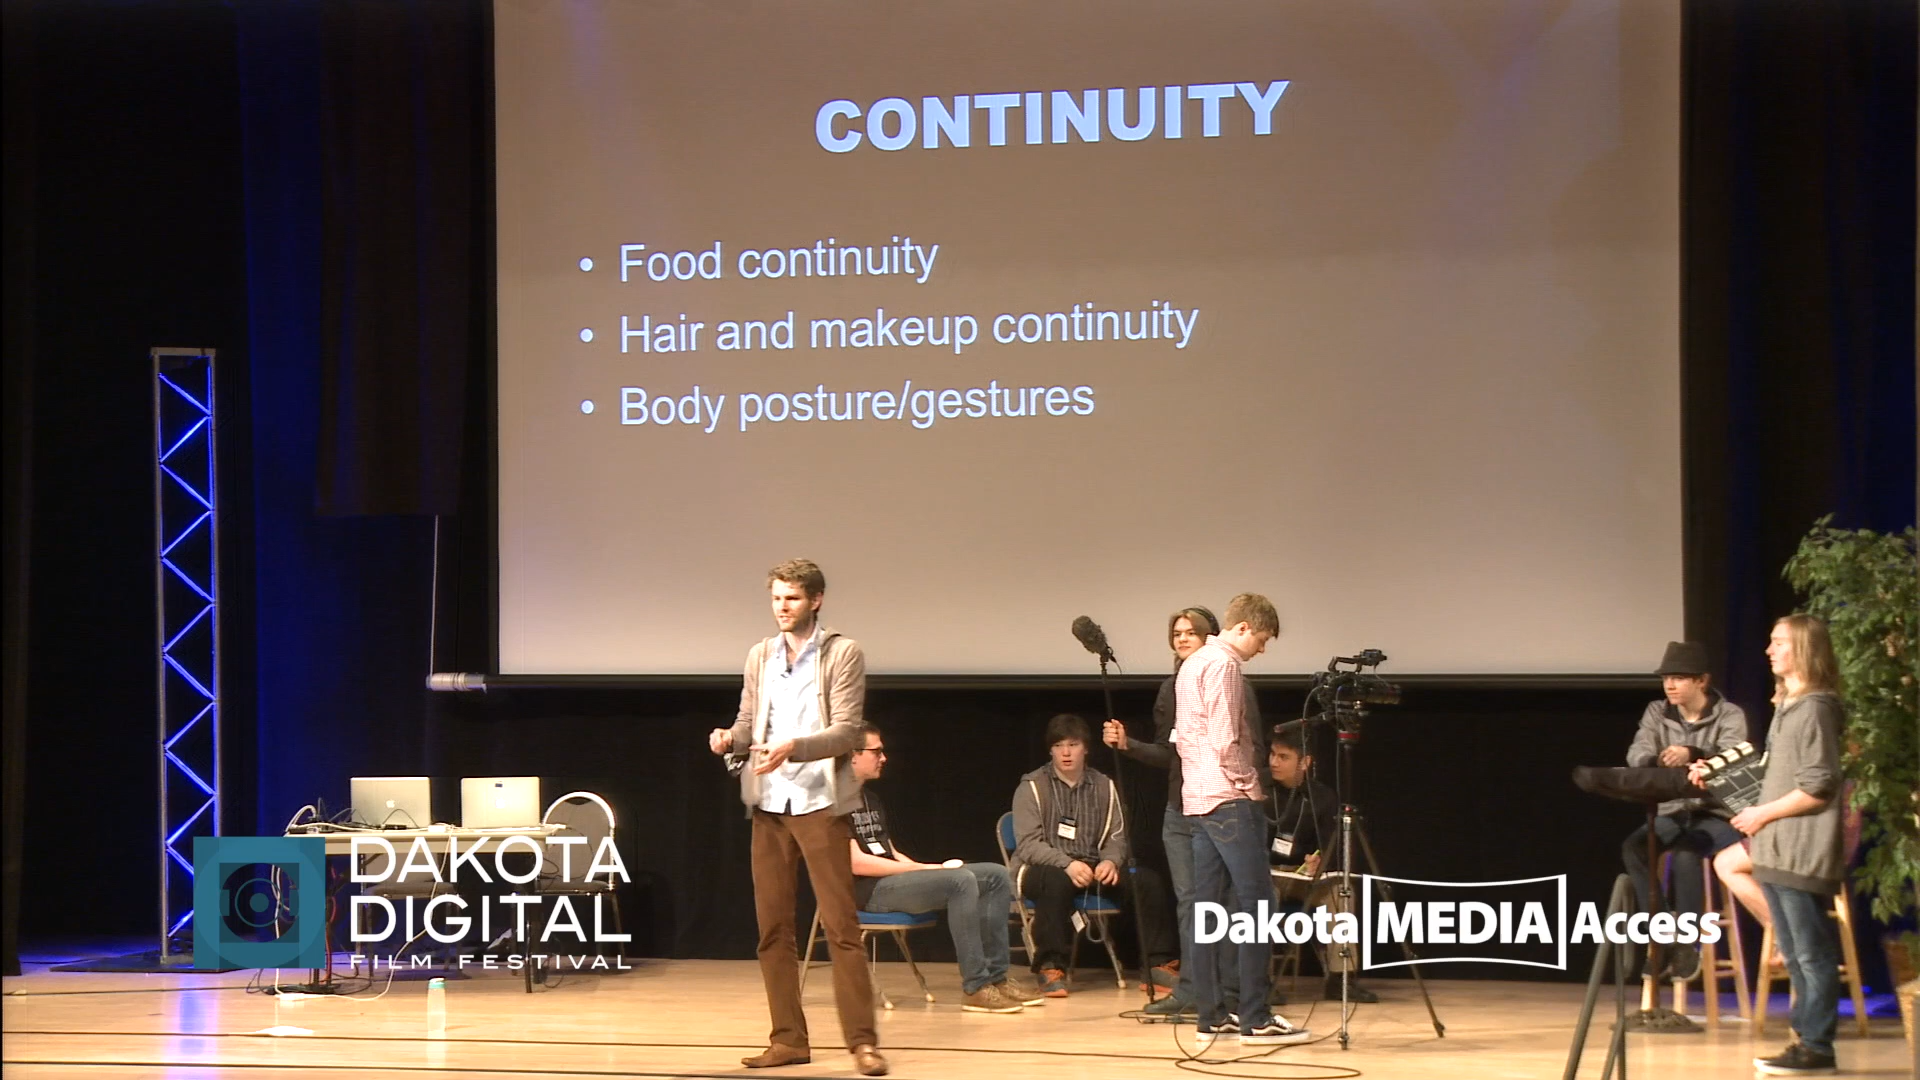 CONTINUITY
• Food continuity
• Hair and makeup continuity
• Body posture/gestures
DAKOTA
DIGITAL
FILM FESTIVAL
Dakota MEDIA Access